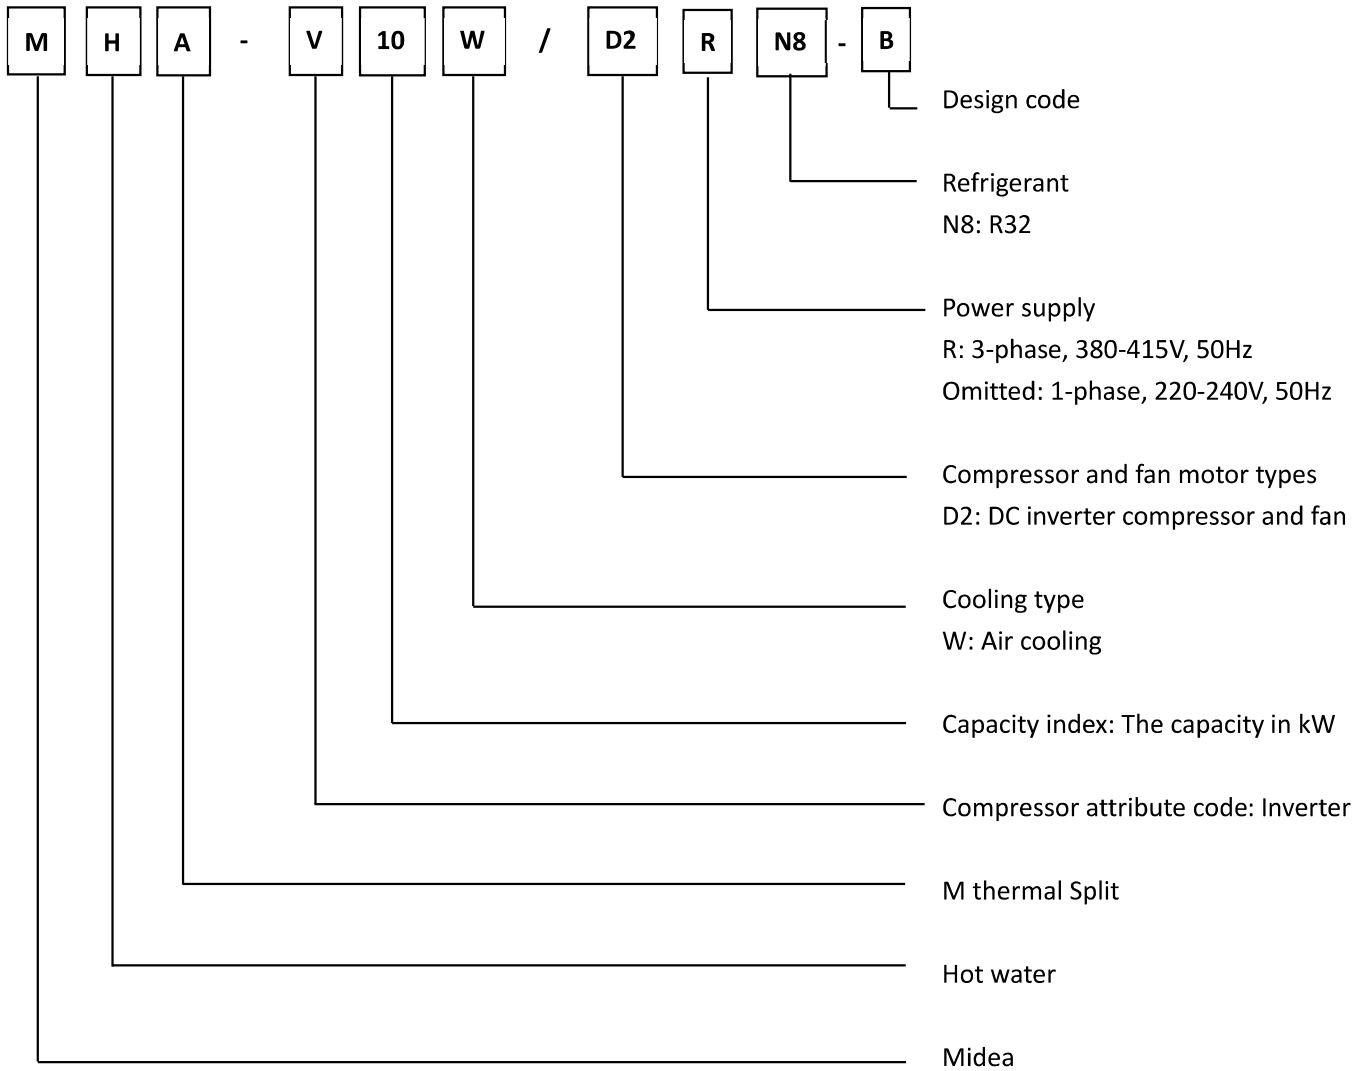 M H A - V 10 W / D2 R N8 - B
Design code
Refrigerant
N8: R32
Power supply
R: 3-phase, 380-415V, 50Hz
Omitted: 1-phase, 220-240V, 50Hz
Compressor and fan motor types
D2: DC inverter compressor and fan
Cooling type
W: Air cooling
Capacity index: The capacity in kW
Compressor attribute code: Inverter
M thermal Split
Hot water
Midea